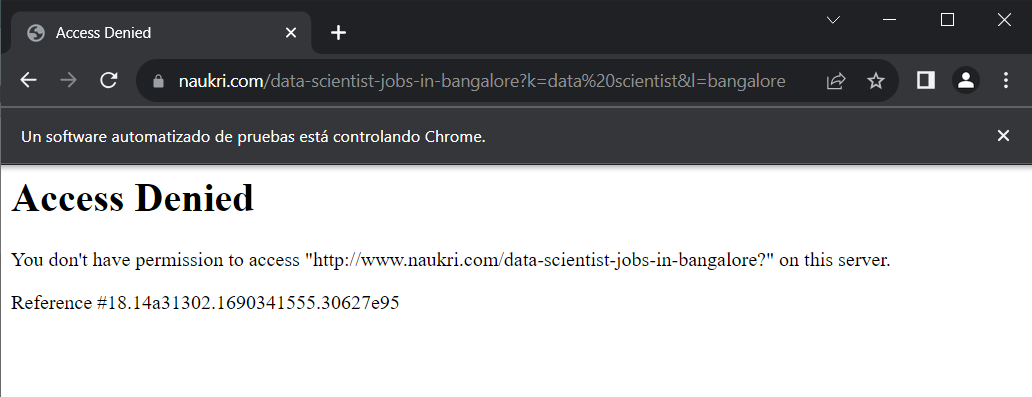 Access Denied
naukri.com/data-scientist-jobs-in-bangalore?k=data%20scientist&l=bangalore
Un software automatizado de pruebas está controlando Chrome.
Access Denied
You don't have permission to access "http://www.naukri.com/data-scientist-jobs-in-bangalore?" on this server.
Reference #18.14a31302.1690341555.30627e95